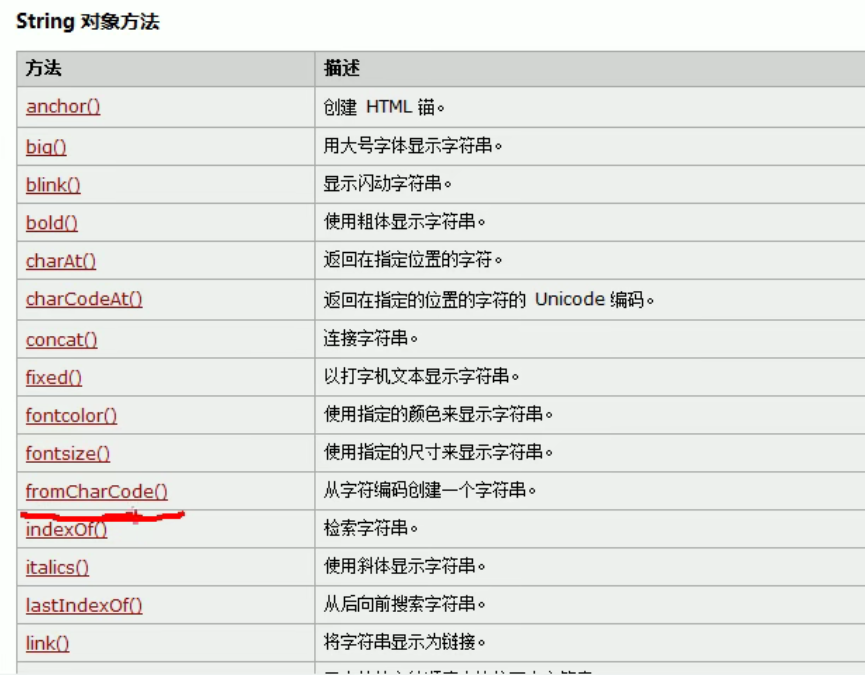 String 对象方法
方法 描述
anchor() 创建 HTML 锚。
big() 用大号字体显示字符串。
blink() 显示闪动字符串。
bold() 使用粗体显示字符串。
charAt() 返回在指定位置的字符。
charCodeAt() 返回在指定的位置的字符的 Unicode 编码。
concat() 连接字符串。
fixed() 以打字机文本显示字符串。
fontcolor() 使用指定的颜色来显示字符串。
fontsize() 使用指定的尺寸来显示字符串。
fromCharCode() 从字符编码创建一个字符串。
indexOf() 检索字符串。
italics() 使用斜体显示字符串。
lastIndexOf() 从后向前搜索字符串。
link() 将字符串显示为链接。